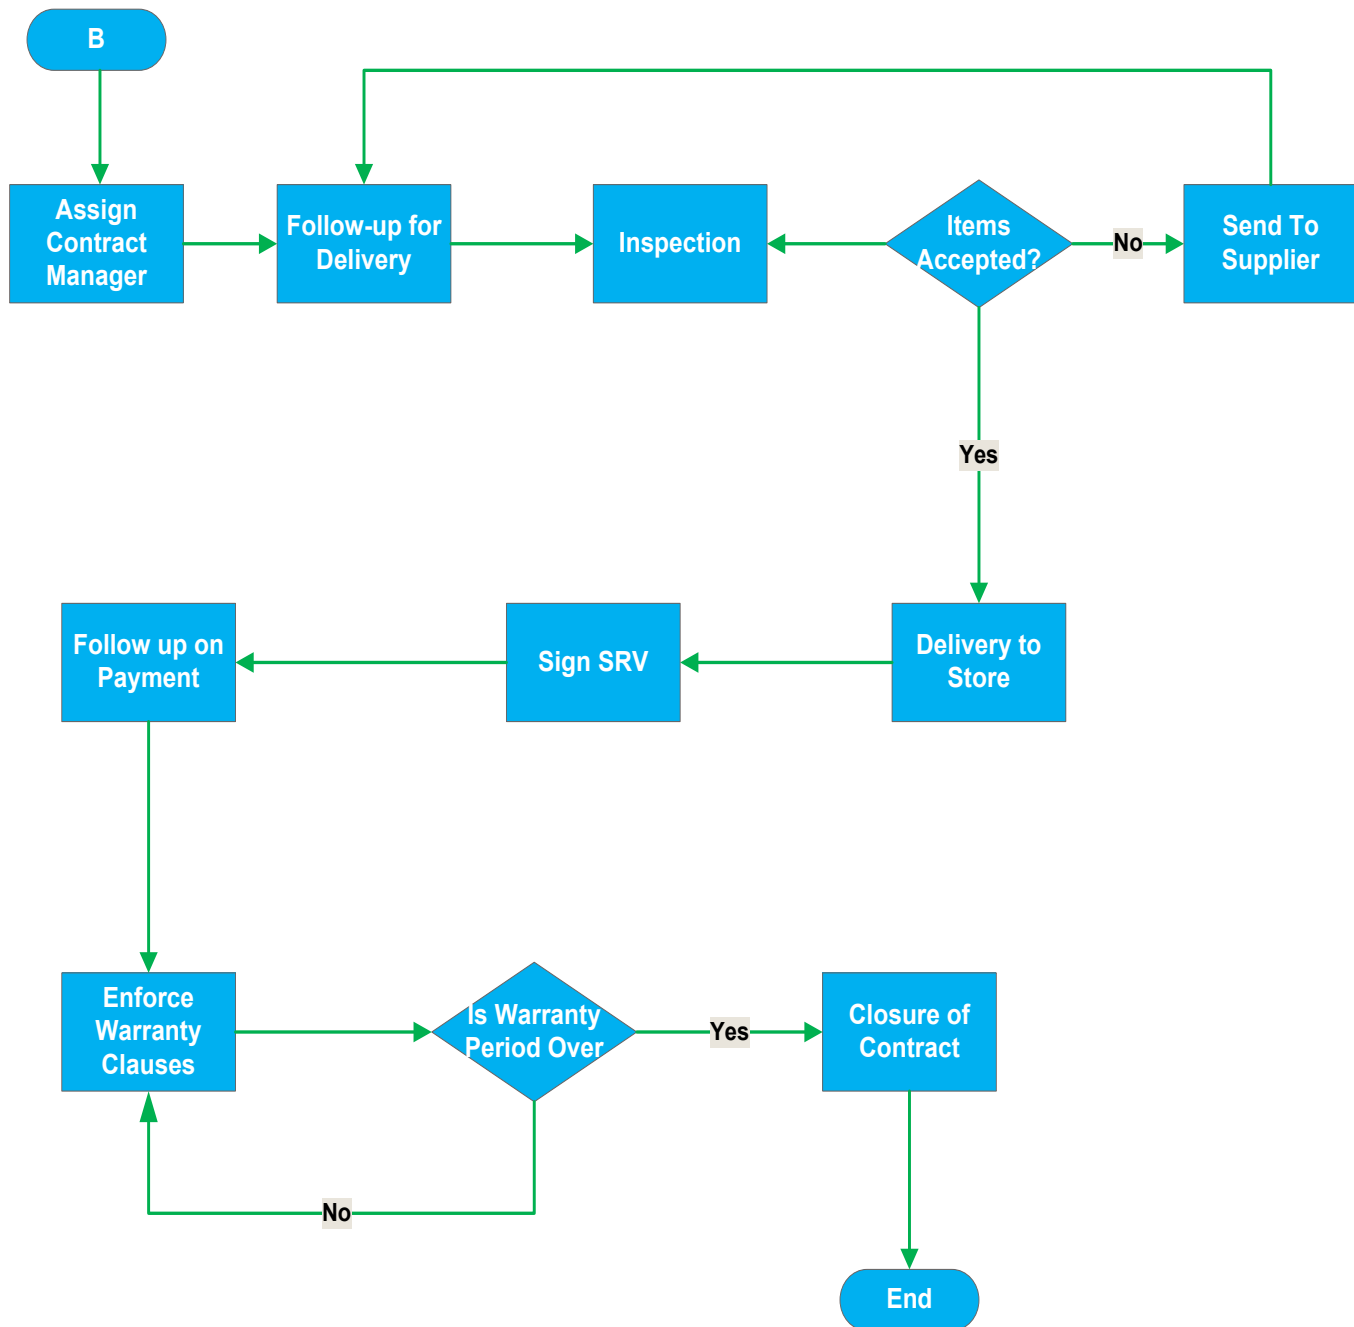 B
Assign
Contract
Manager
Follow-up for
Delivery
Inspection
Items
Accepted?
No
Send To
Supplier
Yes
Follow up on
Payment
Sign SRV
Delivery to
Store
Enforce
Warranty
Clauses
Is Warranty
Period Over
Yes
Closure of
Contract
No
End